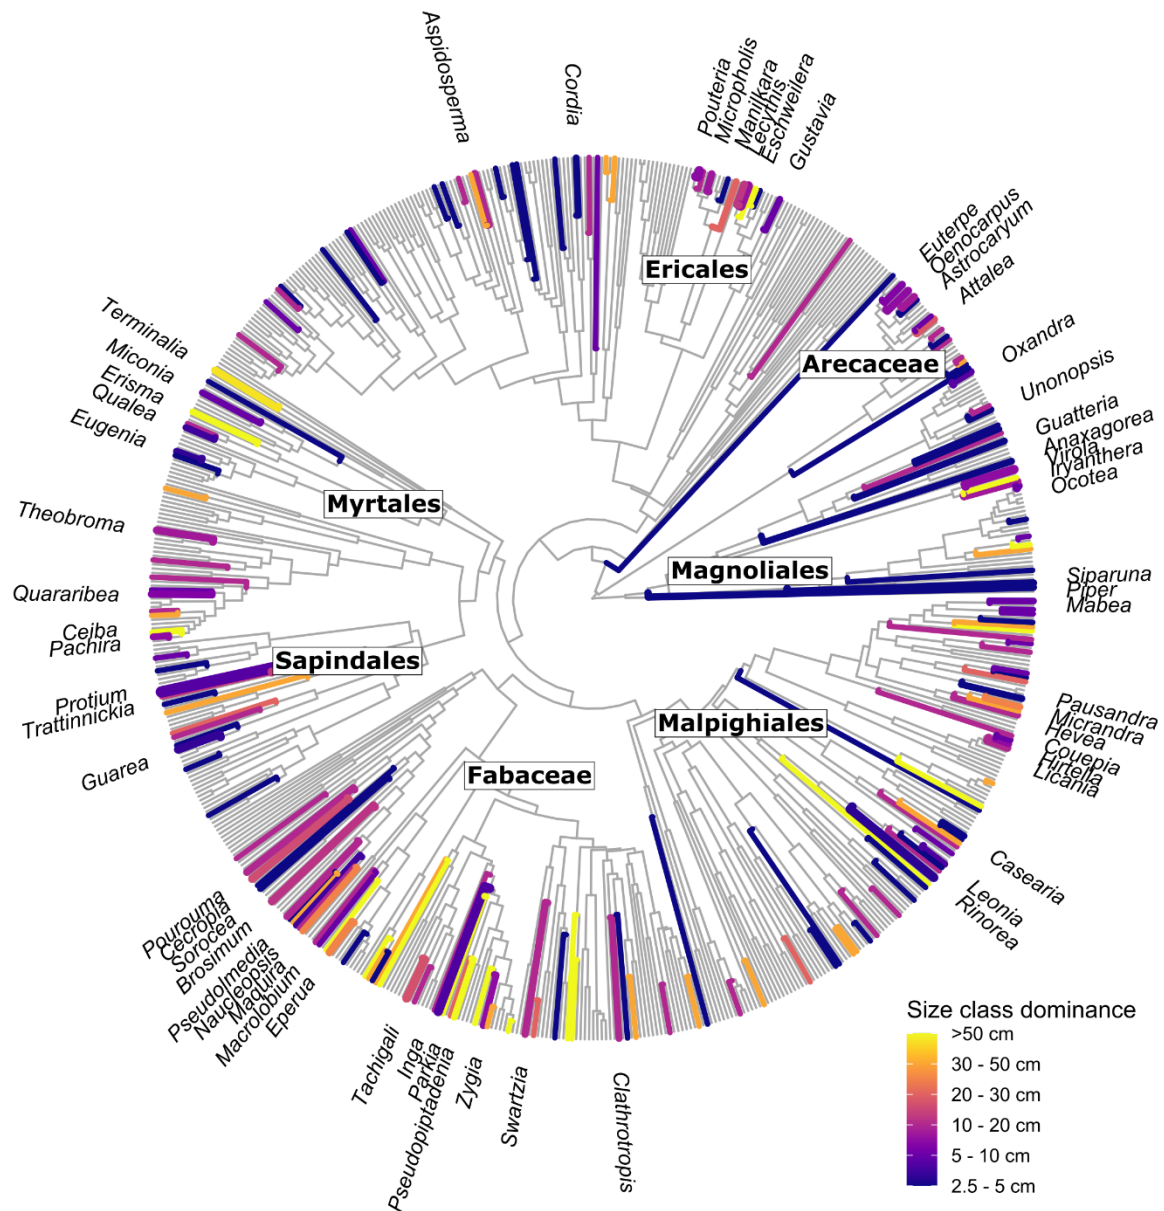 Aspidosperma
Cordia
Pouteria
Micropholis
Manilkara
Lecythis
Eschweilera
Gustavia
Euterpe
Oenocarpus
Astrocaryum
Attalea
Oxandra
Unonopsis
Guatteria
Anaxagorea
Virola
Iryanthera
Ocotea
Siparuna
Piper
Mabea
Pausandra
Micrandra
Hevea
Couepia
Hirtella
Licania
Casearia
Leonia
Rinorea
Clathrotropis
Swartzia
Zygia
Pseudopiptadenia
Parkia
Inga
Tachigali
Eperua
Macrolobium
Maquira
Naucleopsis
Pseudolmedia
Brosimum
Sorocea
Cecropia
Pourouma
Guarea
Trattinnickia
Protium
Pachira
Ceiba
Quararibea
Theobroma
Eugenia
Qualea
Erisma
Miconia
Terminalia
Ericales
Arecaceae
Magnoliales
Malpighiales
Fabaceae
Sapindales
Myrtales
Size class dominance
>50 cm
30 - 50 cm
20 - 30 cm
10 - 20 cm
5 - 10 cm
2.5 - 5 cm